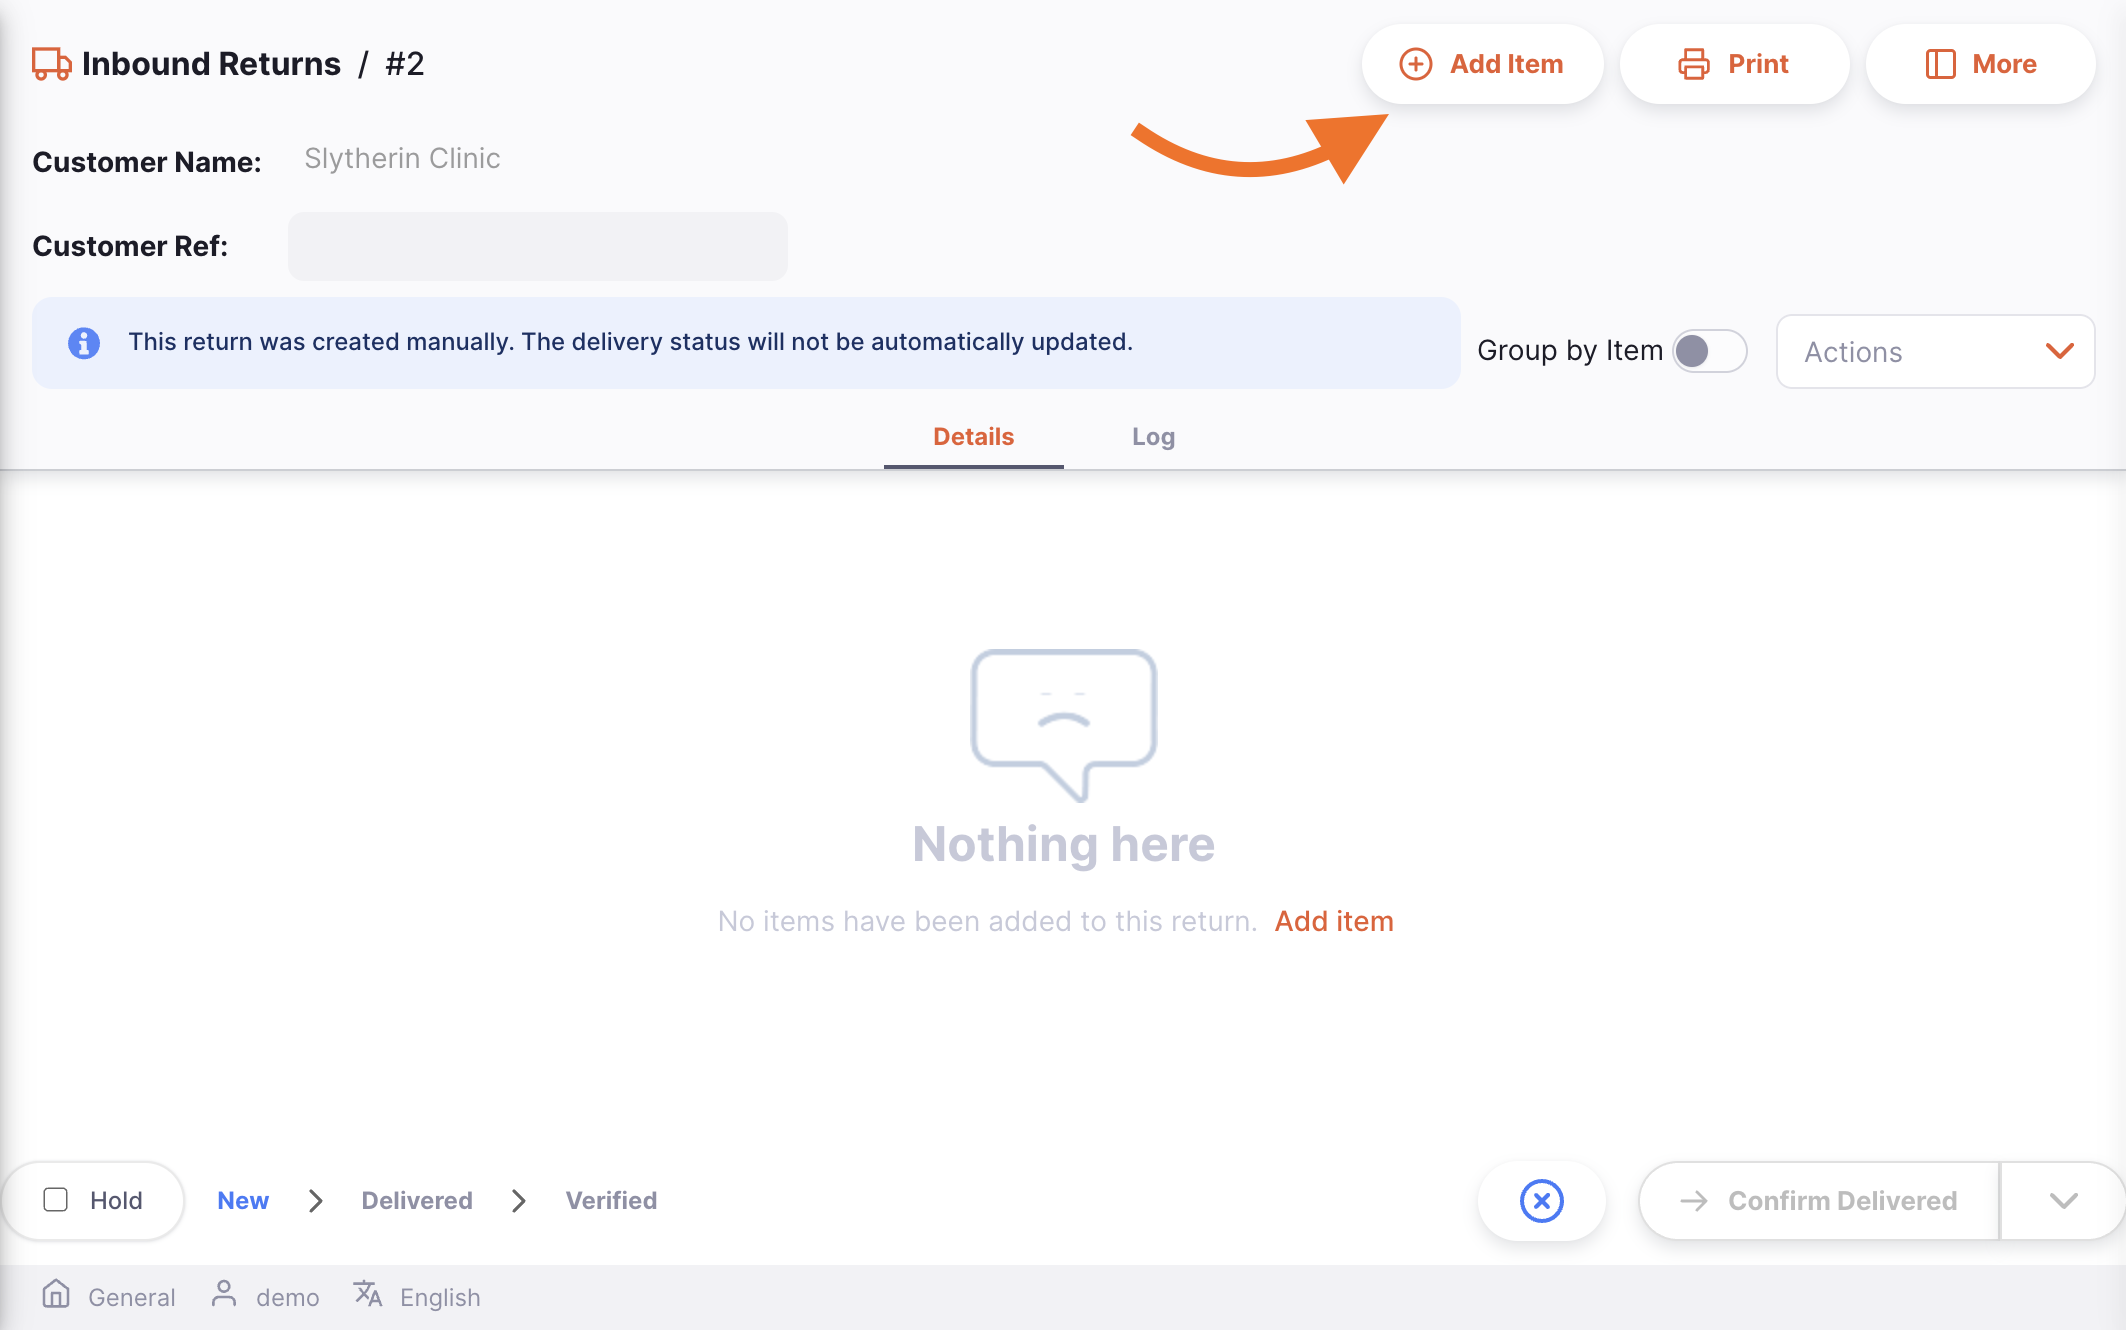 Inbound Returns / #2
Add Item
Print
More
Customer Name: Slytherin Clinic
Customer Ref:
This return was created manually. The delivery status will not be automatically updated.
Group by Item
Actions
Details
Log
Nothing here
No items have been added to this return. Add item
Hold
New
Delivered
Verified
Confirm Delivered
General
demo
English